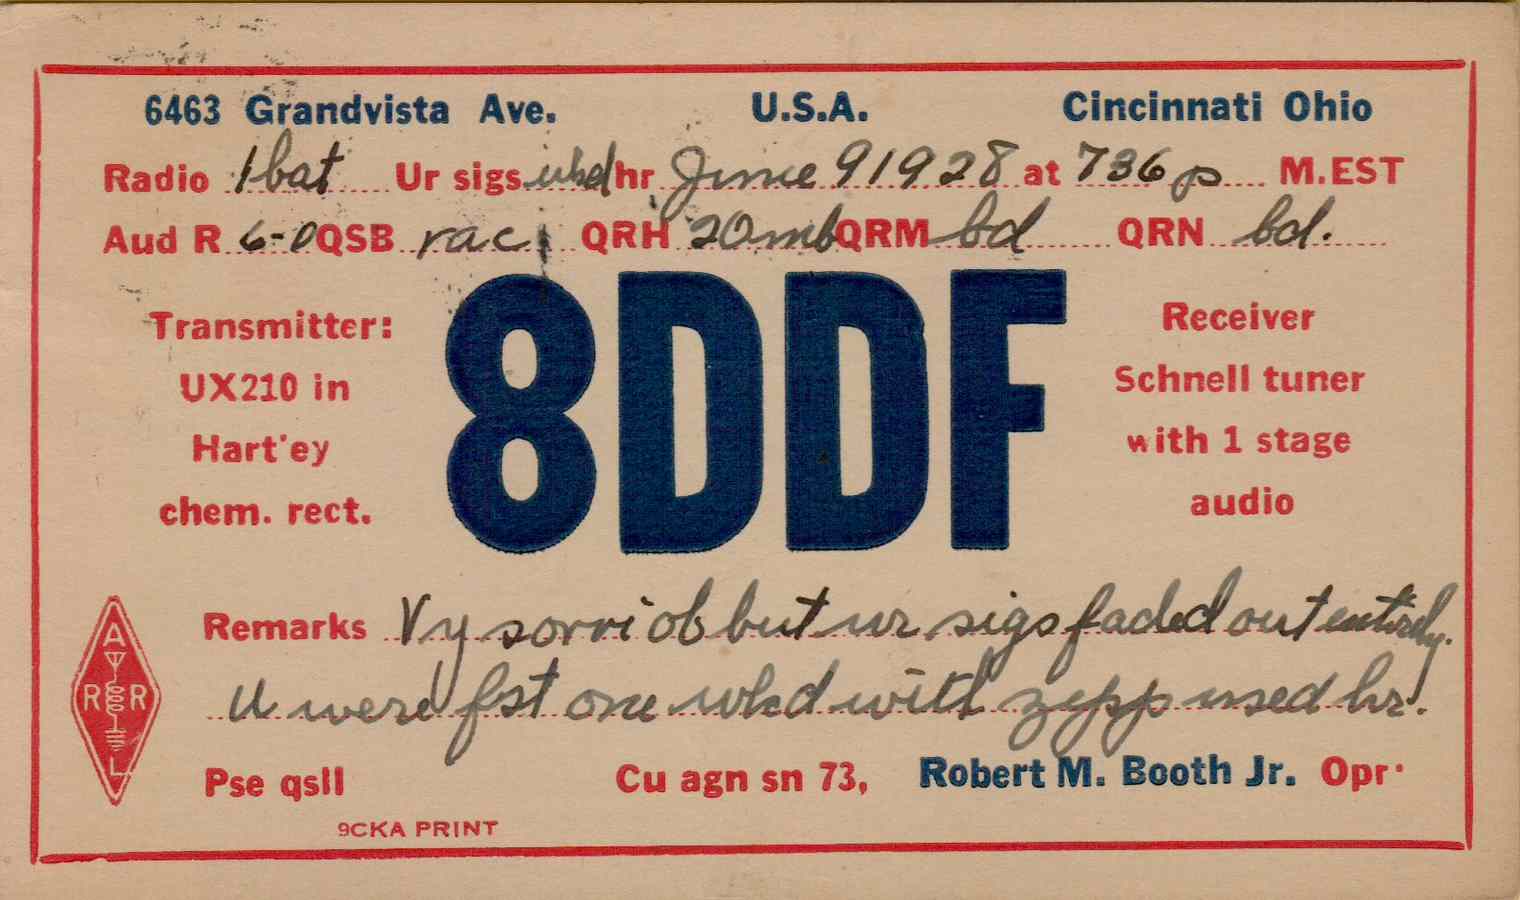 6463 Grandvista Ave. U.S.A. Cincinnati Ohio
Radio 1bat Ur sigs wkd hr June 9 1928 at 736 p M.EST
Aud R 6-0 QSB rac QRH 20mb QRM bd QRN bd.
8DDF
Transmitter:
UX210 in
Hart'ey
chem. rect.
Receiver
Schnell tuner
with 1 stage
audio
Remarks Vy sorri ob but ur sigs faded out entirely.
U were fst one wkd with zepp used hr!
A
R R
L
Pse qsll Cu agn sn 73, Robert M. Booth Jr. Opr.
9CKA PRINT